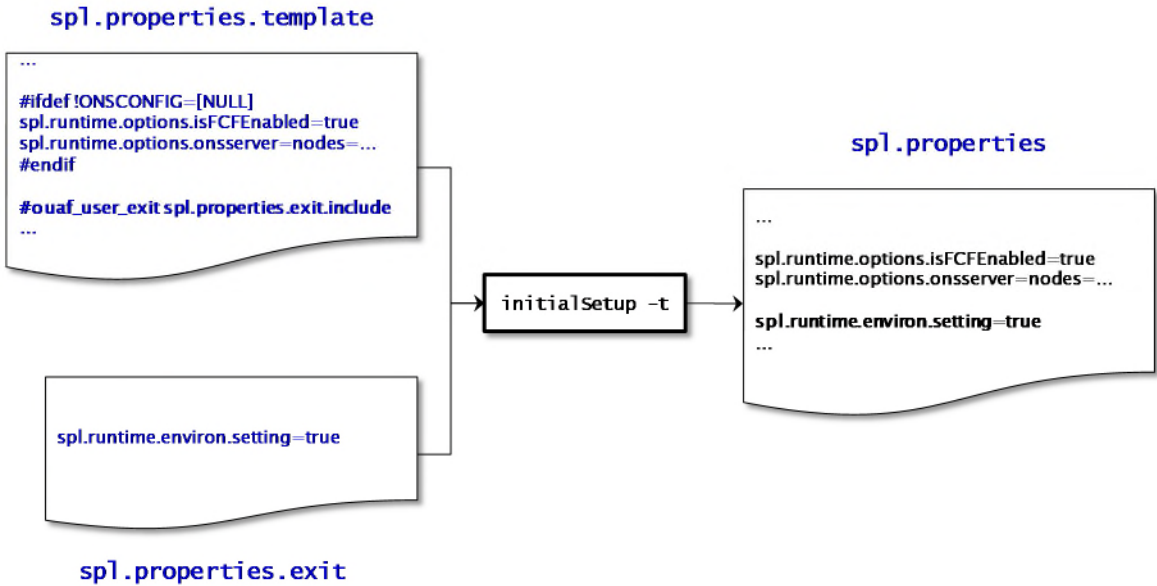 spl.properties.template
...
#ifdef !ONSCONFIG=[NULL]
spl.runtime.options.isFCFEnabled=true
spl.runtime.options.onsserver=nodes=...
#endif
#ouaf_user_exit spl.properties.exit.include
...
spl.runtime.environ.setting=true
spl.properties.exit
initialSetup -t
spl.properties
...
spl.runtime.options.isFCFEnabled=true
spl.runtime.options.onsserver=nodes=...
spl.runtime.environ.setting=true
...